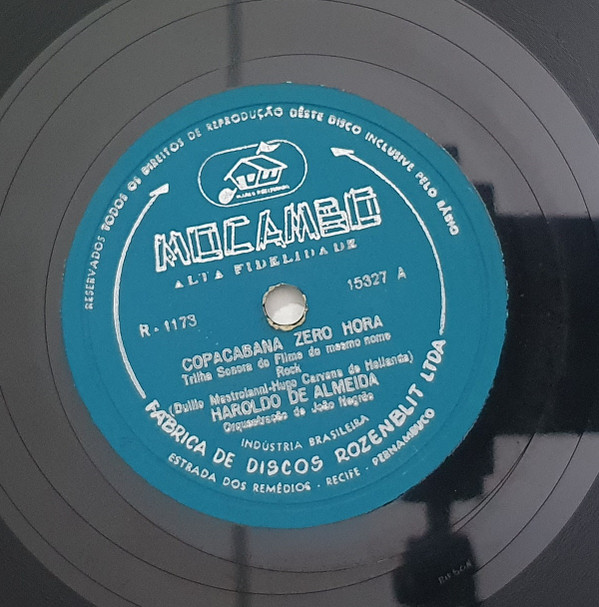 RESERVADOS TODOS OS DIREITOS DE REPRODUÇÃO DÊSTE DISCO INCLUSIVE PELO RÁDIO
MOCAMBO
ALTA FIDELIDADE
R - 1173
15327 A
COPACABANA ZERO HORA
Trilha Sonora do Filme do mesmo nome
Rock
(Duilio Mastroianni-Hugo Carvana de Hollanda)
HAROLDO DE ALMEIDA
Orquestração de João Negrão
INDÚSTRIA BRASILEIRA
FÁBRICA DE DISCOS ROZENBLIT LTDA
ESTRADA DOS REMÉDIOS - RECIFE - PERNAMBUCO